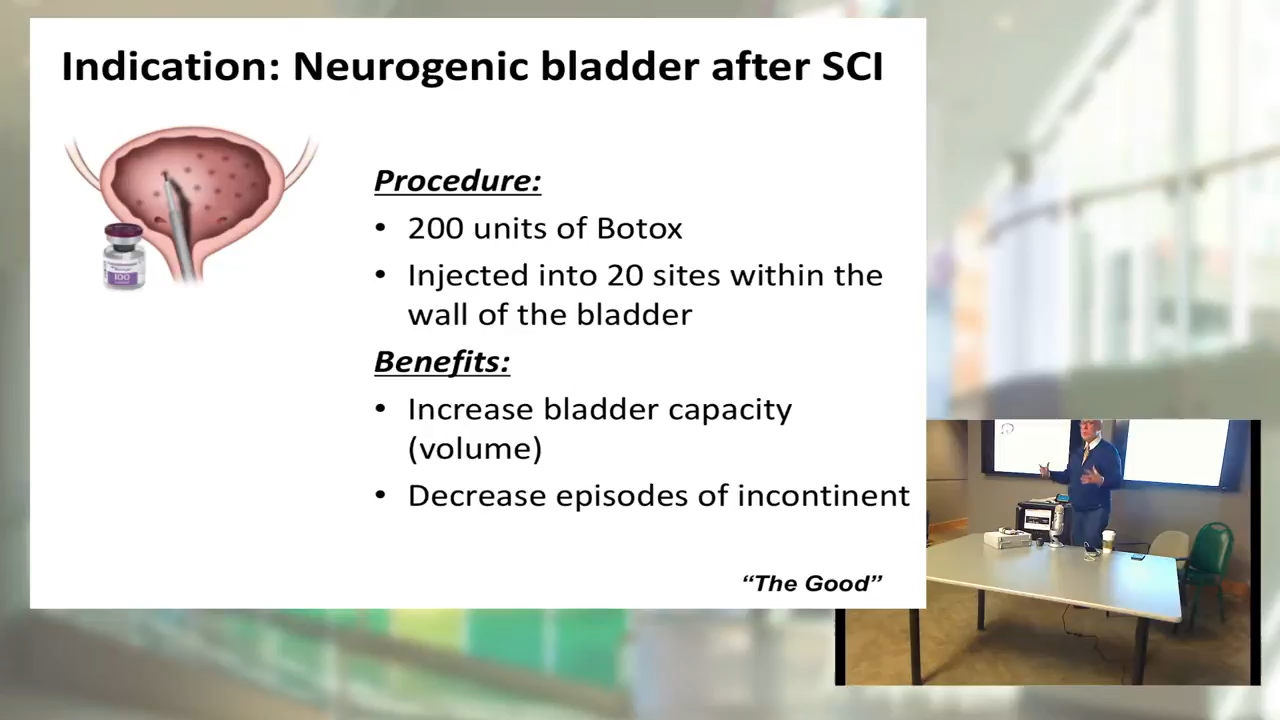 Indication: Neurogenic bladder after SCI
Procedure:
• 200 units of Botox
• Injected into 20 sites within the
wall of the bladder
Benefits:
• Increase bladder capacity
(volume)
• Decrease episodes of incontinent
“The Good”
100